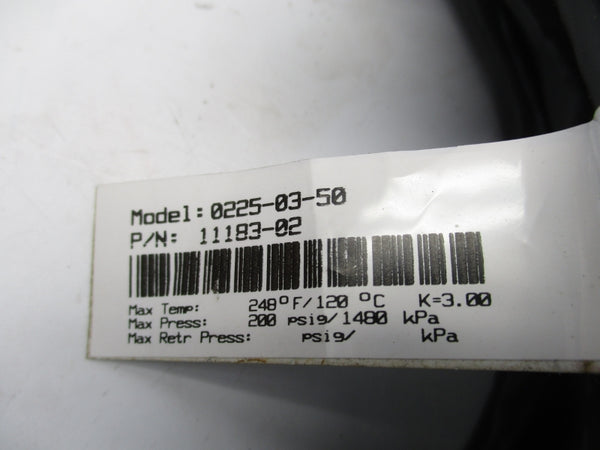 Model: 0225-03-50
P/N: 11183-02
Max Temp: 248°F/120 °C K=3.00
Max Press: 200 psig/1480 kPa
Max Retr Press: psig/ kPa